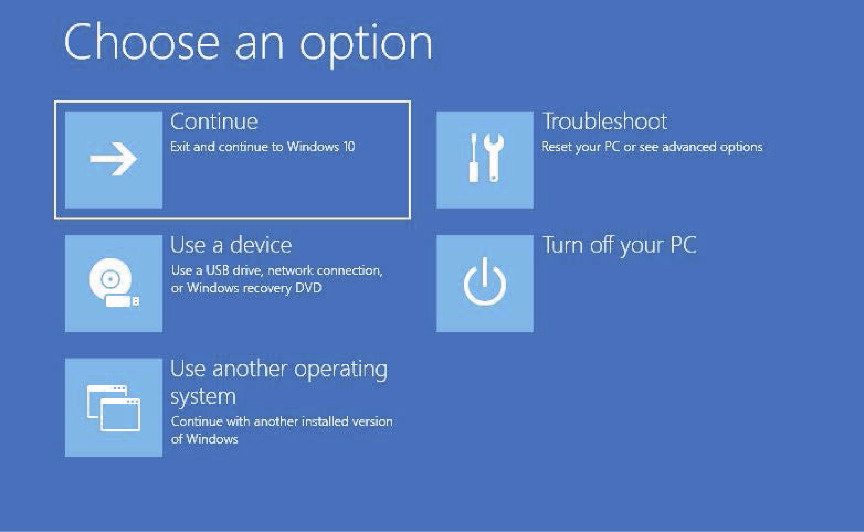 Choose an option
Continue
Exit and continue to Windows 10
Troubleshoot
Reset your PC or see advanced options
Use a device
Use a USB drive, network connection,
or Windows recovery DVD
Turn off your PC
Use another operating
system
Continue with another installed version
of Windows